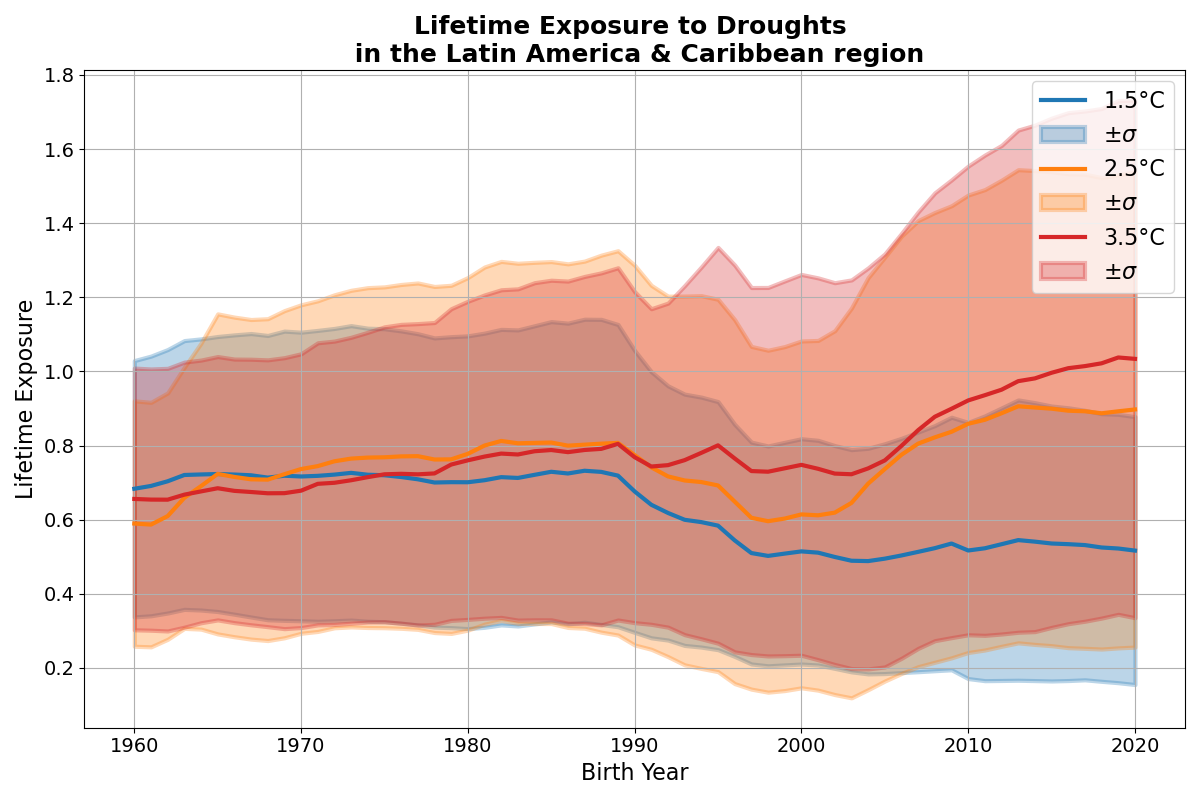 Lifetime Exposure to Droughts
in the Latin America & Caribbean region
1.8
1.6
1.4
1.2
1.0
0.8
0.6
0.4
0.2
Lifetime Exposure
1.5°C
±σ
2.5°C
±σ
3.5°C
±σ
1960
1970
1980
1990
2000
2010
2020
Birth Year